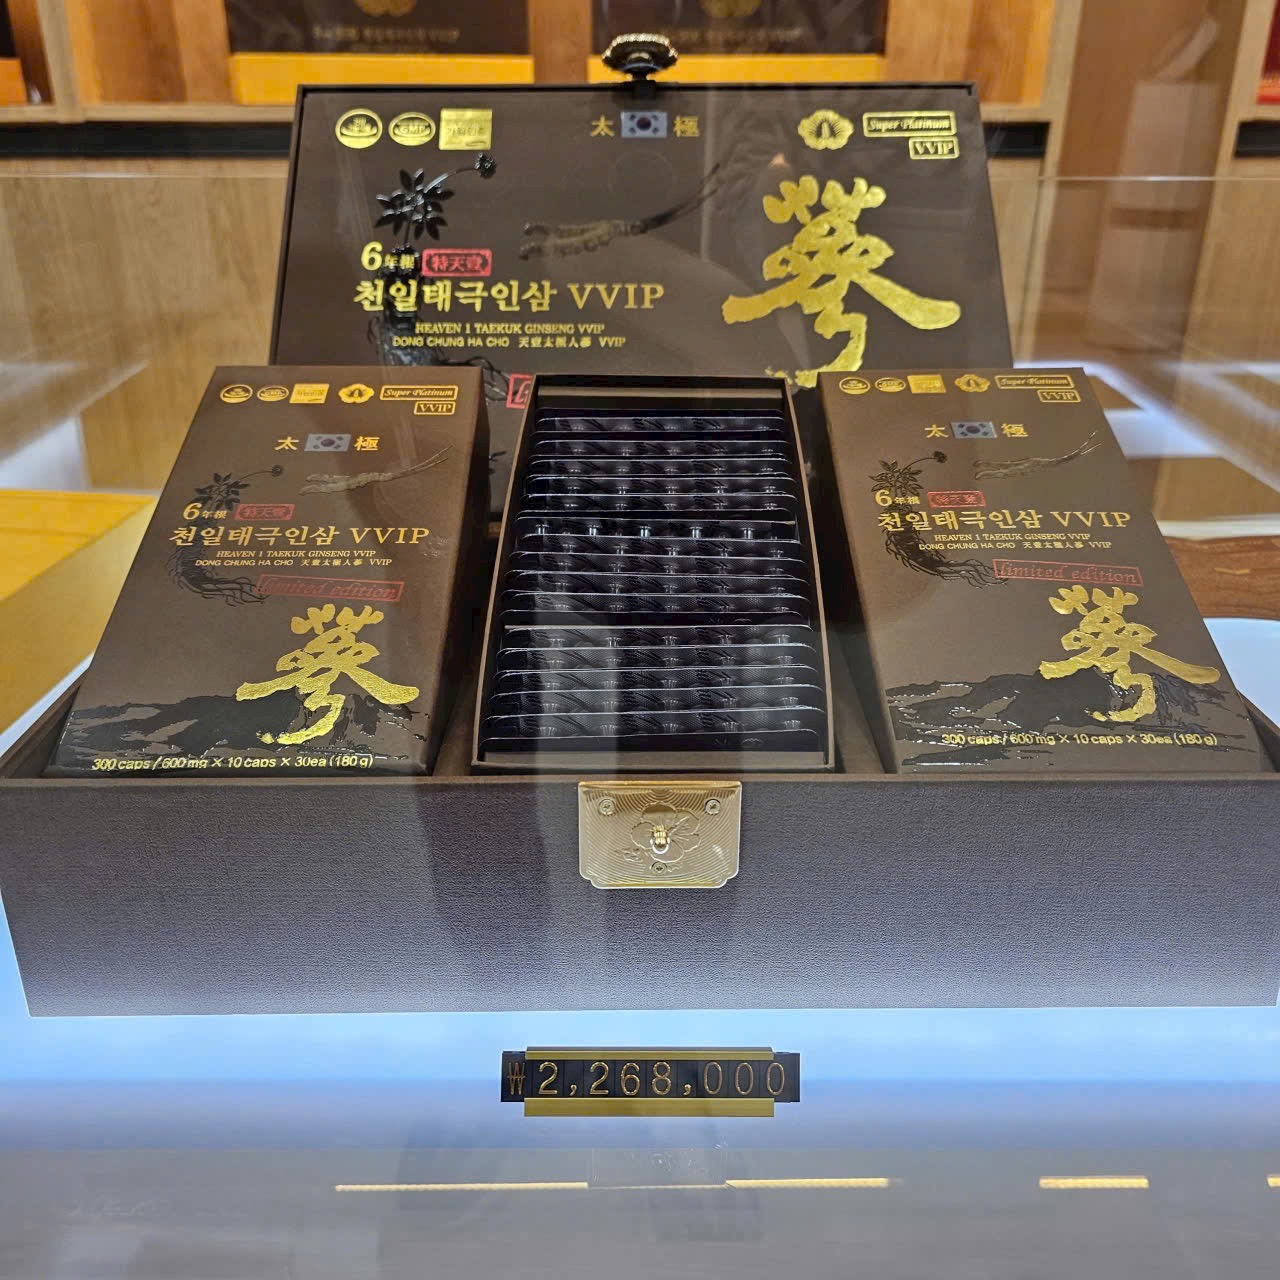 GMP
太 極
Super Platinum
VVIP
6年根 特天壹
천일태극인삼 VVIP
HEAVEN 1 TAEKUK GINSENG VVIP
DONG CHUNG HA CHO 天壹太極人蔘 VVIP
蔘
Super Platinum
VVIP
太 極
6年根 特天壹
천일태극인삼 VVIP
HEAVEN 1 TAEKUK GINSENG VVIP
DONG CHUNG HA CHO 天壹太極人蔘 VVIP
limited edition
蔘
300 caps / 600 mg × 10 caps × 30ea (180 g)
Super Platinum
VVIP
太 極
6年根 特天壹
천일태극인삼 VVIP
HEAVEN 1 TAEKUK GINSENG VVIP
DONG CHUNG HA CHO 天壹太極人蔘 VVIP
limited edition
蔘
300 caps / 600 mg × 10 caps × 30ea (180 g)
₩2,268,000